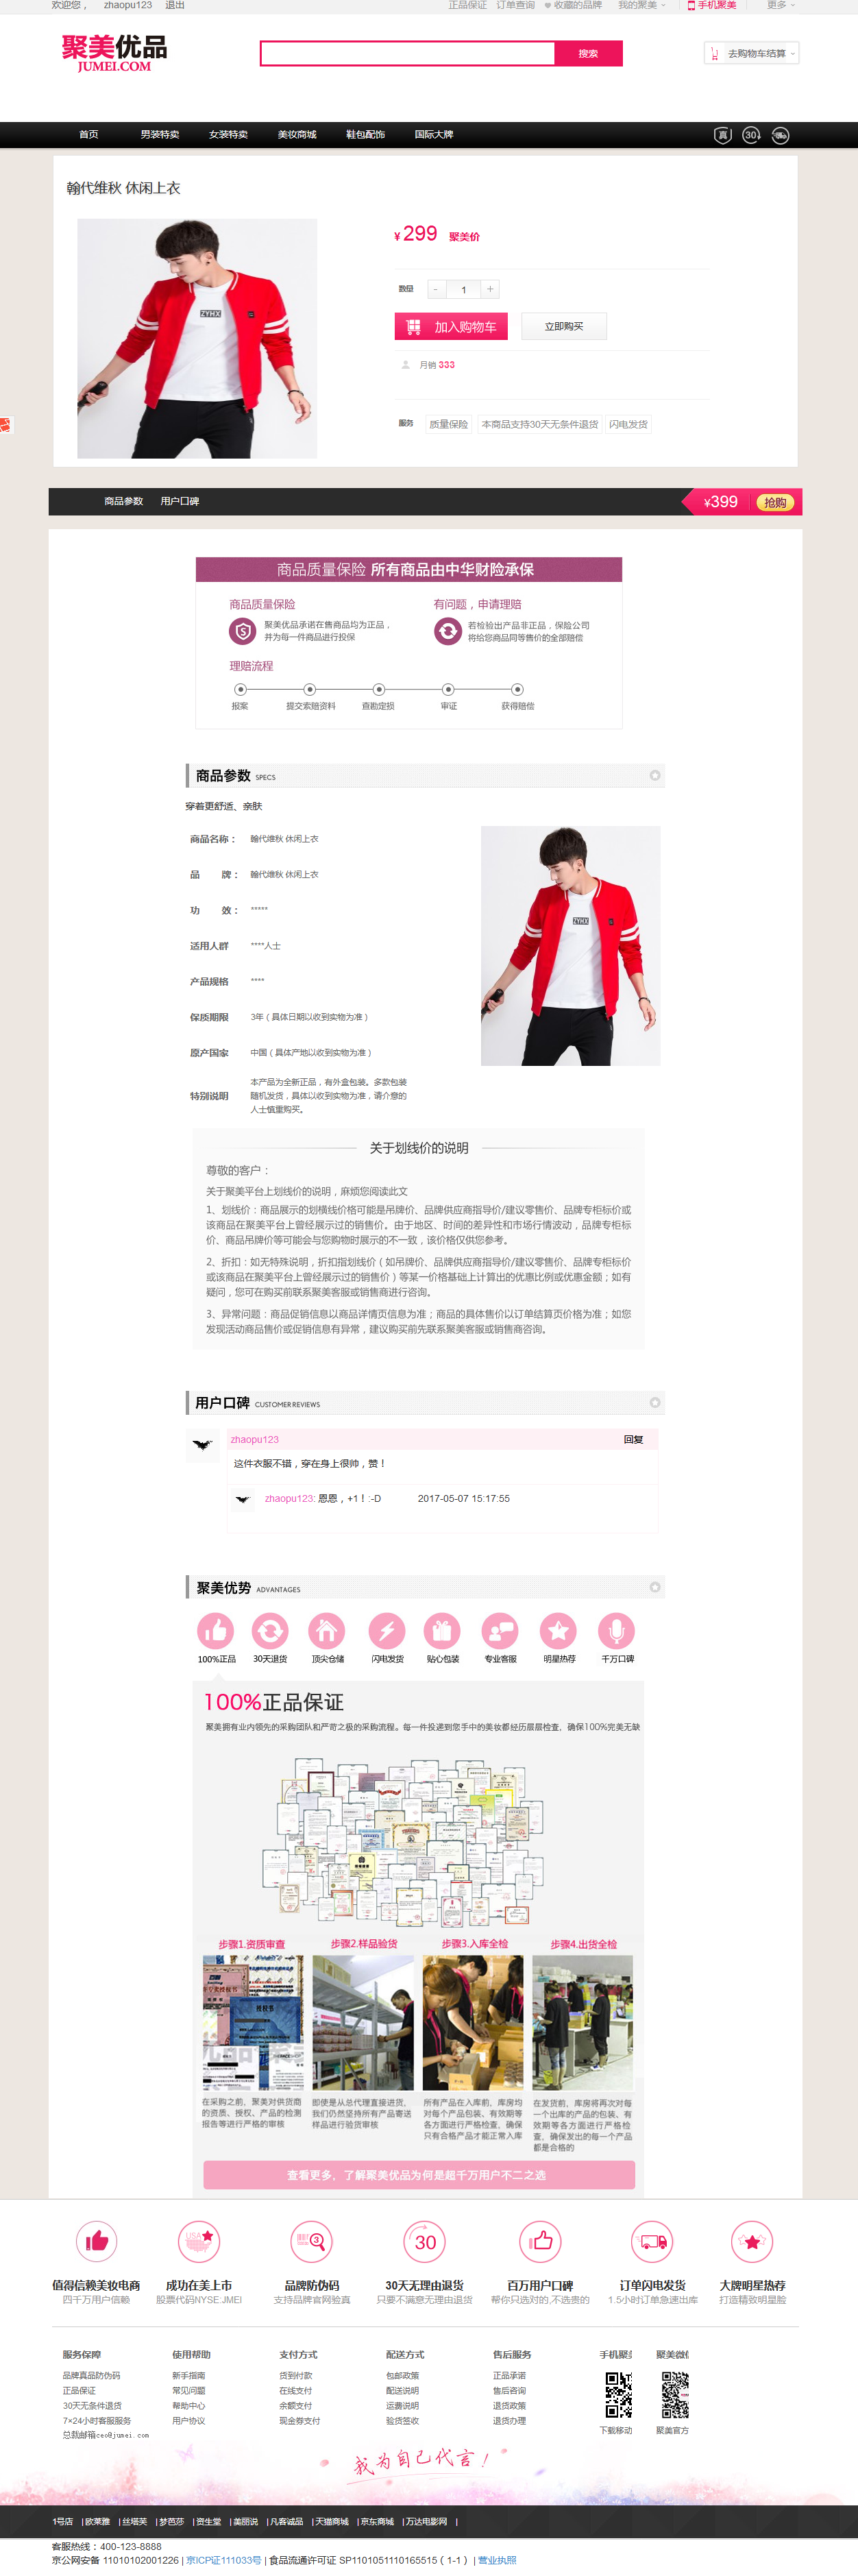 欢迎您， zhaopu123 退出 正品保证 订单查询 收藏的品牌 我的聚美 手机聚美 更多
聚美优品
JUMEI.COM
搜索
去购物车结算
首页 男装特卖 女装特卖 美妆商城 鞋包配饰 国际大牌
真 30
翰代维秋 休闲上衣
¥ 299 聚美价
ZYHX
数量 - 1 +
加入购物车 立即购买
月销 333
服务 质量保险 本商品支持30天无条件退货 闪电发货
商品参数 用户口碑 ¥399 抢购
商品质量保险 所有商品由中华财险承保
商品质量保险 有问题，申请理赔
聚美优品承诺在售商品均为正品， 若检验出产品非正品，保险公司
并为每一件商品进行投保 将给您商品同等售价的全部赔偿
理赔流程
报案 提交索赔资料 查勘定损 审证 获得赔偿
商品参数 SPECS
穿着更舒适、亲肤
商品名称： 翰代维秋 休闲上衣
品 牌： 翰代维秋 休闲上衣
功 效： *****
ZYHX
适用人群 ****人士
产品规格 ****
保质期限 3年（具体日期以收到实物为准）
原产国家 中国（具体产地以收到实物为准）
本产品为全新正品，有外盒包装。多款包装
特别说明 随机发货，具体以收到实物为准，请介意的
人士慎重购买。
关于划线价的说明
尊敬的客户：
关于聚美平台上划线价的说明，麻烦您阅读此文
1、划线价：商品展示的划横线价格可能是吊牌价、品牌供应商指导价/建议零售价、品牌专柜标价或
该商品在聚美平台上曾经展示过的销售价。由于地区、时间的差异性和市场行情波动，品牌专柜标
价、商品吊牌价等可能会与您购物时展示的不一致，该价格仅供您参考。
2、折扣：如无特殊说明，折扣指划线价（如吊牌价、品牌供应商指导价/建议零售价、品牌专柜标价
或该商品在聚美平台上曾经展示过的销售价）等某一价格基础上计算出的优惠比例或优惠金额；如有
疑问，您可在购买前联系聚美客服或销售商进行咨询。
3、异常问题：商品促销信息以商品详情页信息为准；商品的具体售价以订单结算页价格为准；如您
发现活动商品售价或促销信息有异常，建议购买前先联系聚美客服或销售商咨询。
用户口碑 CUSTOMER REVIEWS
zhaopu123 回复
这件衣服不错，穿在身上很帅，赞！
zhaopu123: 恩恩，+1！:-D 2017-05-07 15:17:55
聚美优势 ADVANTAGES
100%正品 30天退货 顶尖仓储 闪电发货 贴心包装 专业客服 明星热荐 千万口碑
100%正品保证
聚美拥有业内领先的采购团队和严苛之极的采购流程。每一件投递到您手中的美妆都经历层层检查，确保100%完美无缺
步骤1.资质审查 步骤2.样品验货 步骤3.入库全检 步骤4.出货全检
授权书
在采购之前，聚美对供货商 即使是从总代理直接进货， 所有产品在入库前，库房均 在发货前，库房将再次对每
的资质、授权、产品的检测 我们仍然坚持所有产品寄送 对每个产品包装、有效期等 一个出库的产品的包装、有
报告等进行严格的审核 样品进行验货审核 各方面进行严格检查，确保 效期等各方面进行严格检
只有合格产品才能正常入库 查，确保发出的每一个产品
都是合格的
查看更多，了解聚美优品为何是超千万用户不二之选
USA 30
值得信赖美妆电商 成功在美上市 品牌防伪码 30天无理由退货 百万用户口碑 订单闪电发货 大牌明星热荐
四千万用户信赖 股票代码NYSE:JMEI 支持品牌官网验真 只要不满意无理由退货 帮你只选对的,不选贵的 1.5小时订单急速出库 打造精致明星脸
服务保障 使用帮助 支付方式 配送方式 售后服务 手机聚美 聚美微信
品牌真品防伪码 新手指南 货到付款 包邮政策 正品承诺
正品保证 常见问题 在线支付 配送说明 售后咨询
30天无条件退货 帮助中心 余额支付 运费说明 退货政策
7×24小时客服服务 用户协议 现金券支付 验货签收 退货办理 下载移动 聚美官方
总裁邮箱ceo@jumei.com
我为自己代言！
1号店 | 欧莱雅 | 丝塔芙 | 梦芭莎 | 资生堂 | 美丽说 | 凡客诚品 | 天猫商城 | 京东商城 | 万达电影网 |
客服热线：400-123-8888
京公网安备 11010102001226 | 京ICP证111033号 | 食品流通许可证 SP1101051110165515（1-1） | 营业执照